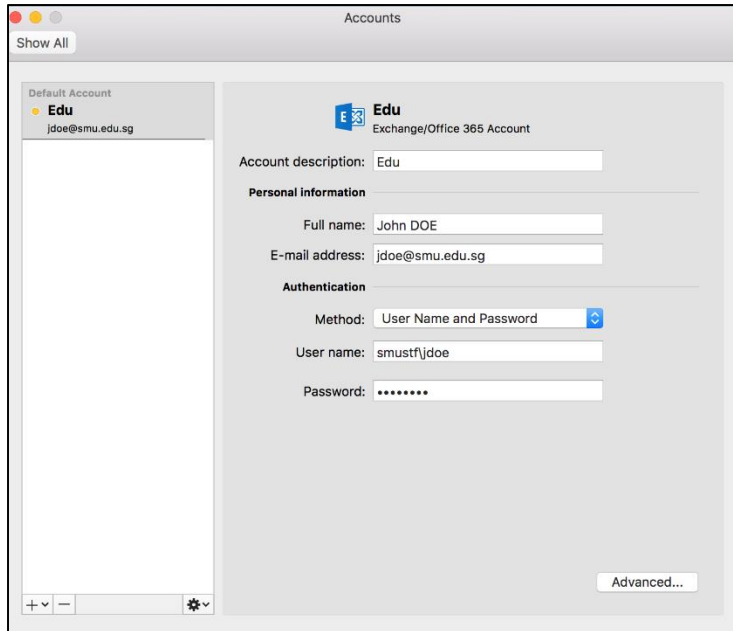 Accounts
Show All
Default Account
Edu
jdoe@smu.edu.sg
Edu
Exchange/Office 365 Account
Account description: Edu
Personal information
Full name: John DOE
E-mail address: jdoe@smu.edu.sg
Authentication
Method: User Name and Password
User name: smustf\jdoe
Password: ••••••••
Advanced...